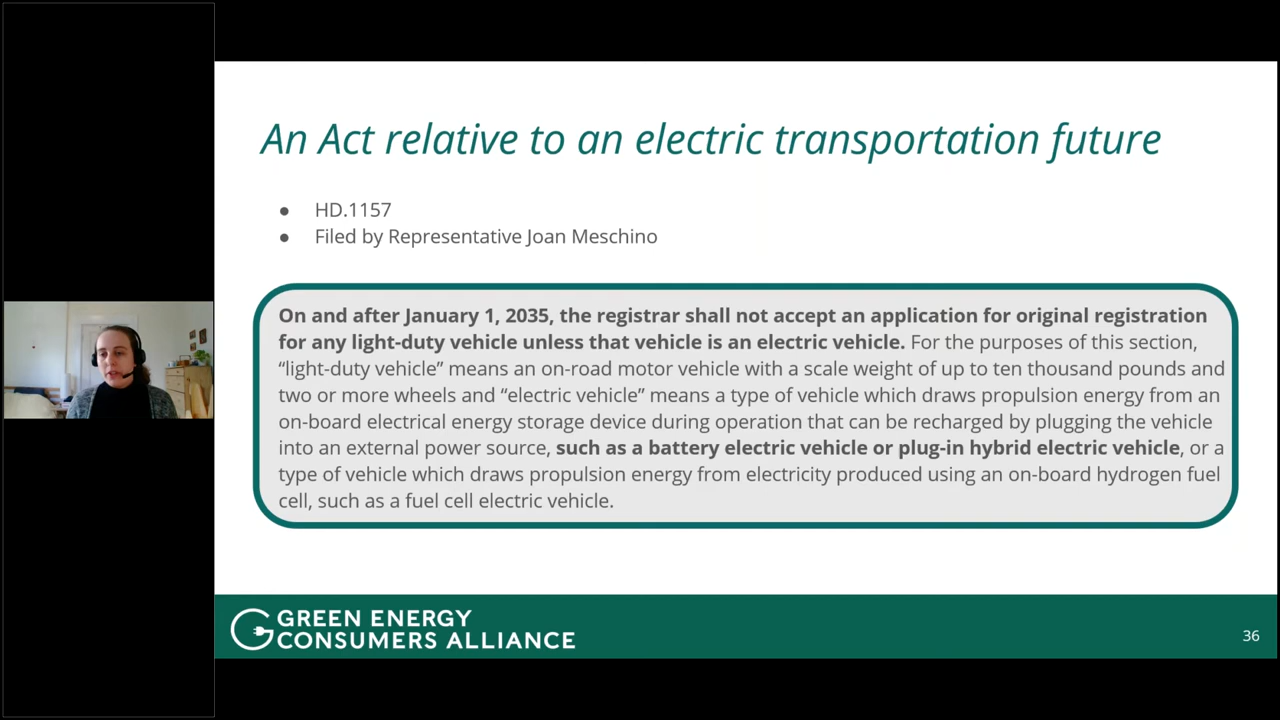 An Act relative to an electric transportation future
● HD.1157
● Filed by Representative Joan Meschino
On and after January 1, 2035, the registrar shall not accept an application for original registration
for any light-duty vehicle unless that vehicle is an electric vehicle. For the purposes of this section,
“light-duty vehicle” means an on-road motor vehicle with a scale weight of up to ten thousand pounds and
two or more wheels and “electric vehicle” means a type of vehicle which draws propulsion energy from an
on-board electrical energy storage device during operation that can be recharged by plugging the vehicle
into an external power source, such as a battery electric vehicle or plug-in hybrid electric vehicle, or a
type of vehicle which draws propulsion energy from electricity produced using an on-board hydrogen fuel
cell, such as a fuel cell electric vehicle.
GREEN ENERGY
CONSUMERS ALLIANCE
36